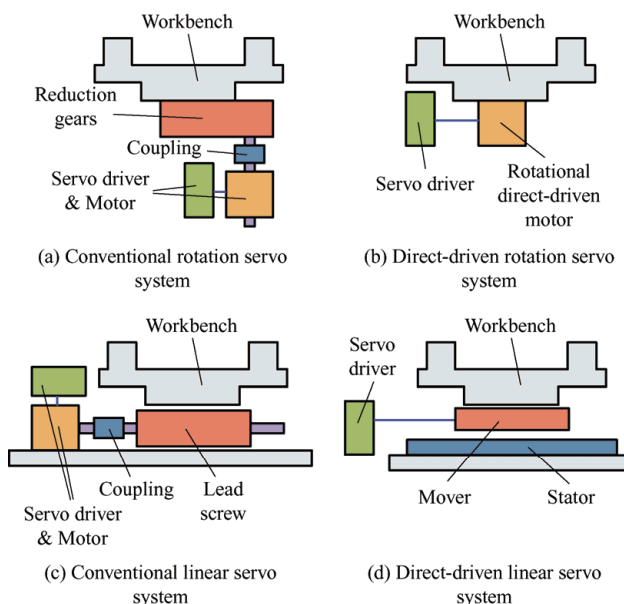 Workbench
Reduction
gears
Coupling
Servo driver
& Motor
(a) Conventional rotation servo
system
Workbench
Servo driver
Rotational
direct-driven
motor
(b) Direct-driven rotation servo
system
Workbench
Coupling
Lead
screw
Servo driver
& Motor
(c) Conventional linear servo
system
Workbench
Servo
driver
Mover
Stator
(d) Direct-driven linear servo
system